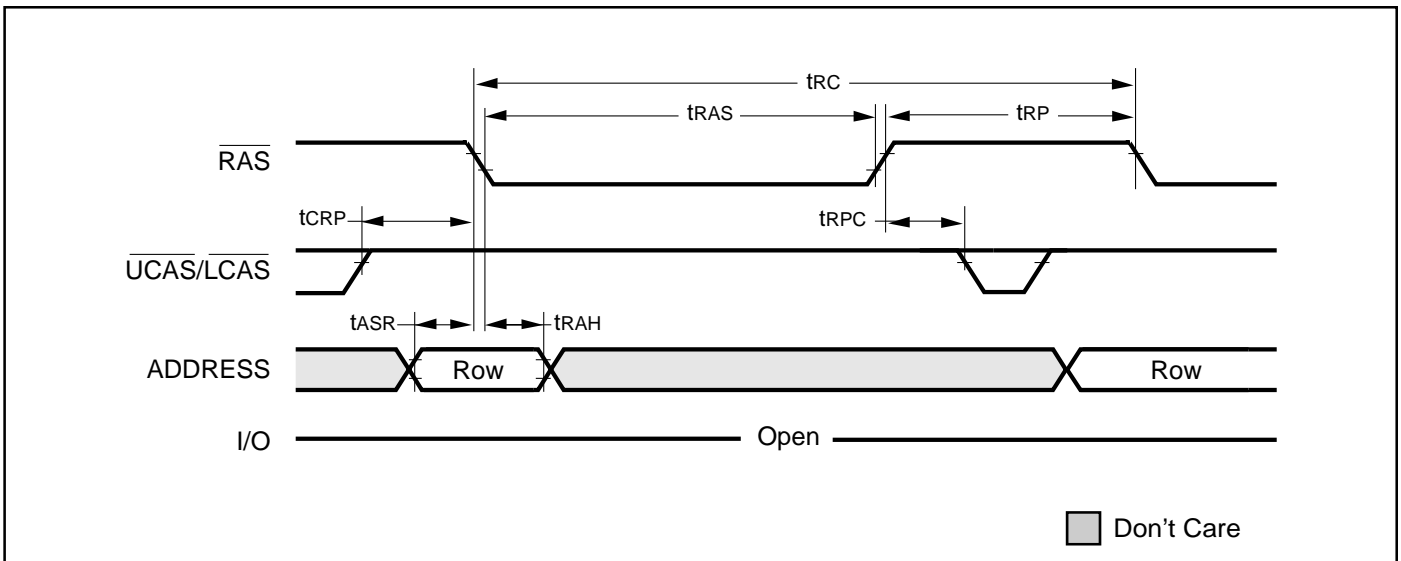 tRC
tRAS
tRP
RAS
tCRP
tRPC
UCAS/LCAS
tASR
tRAH
ADDRESS
Row
Row
I/O
Open
Don't Care